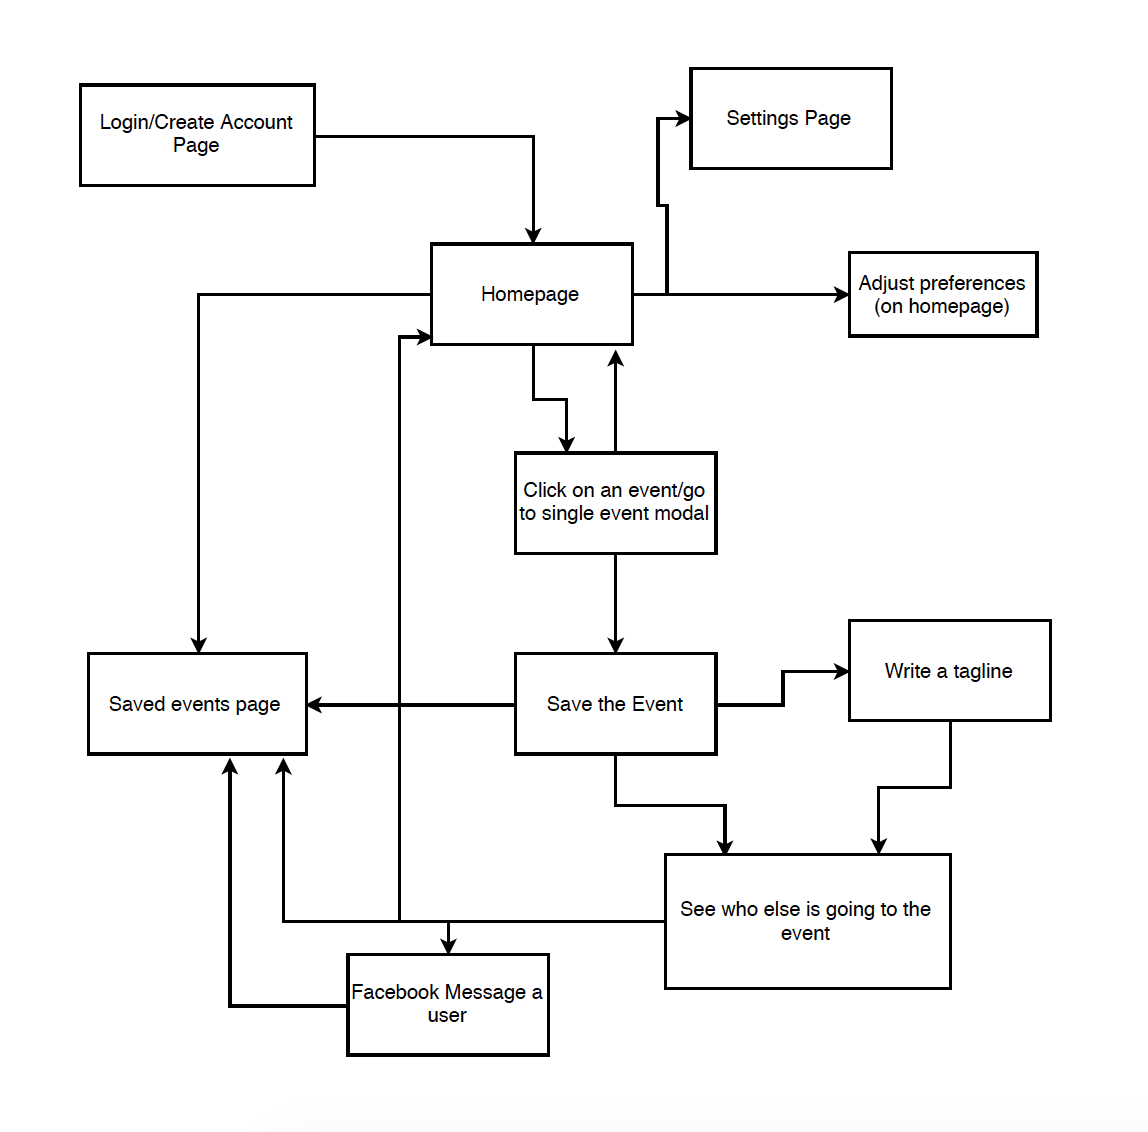 Login/Create Account
Page
Settings Page
Homepage
Adjust preferences
(on homepage)
Click on an event/go
to single event modal
Saved events page
Save the Event
Write a tagline
See who else is going to the
event
Facebook Message a
user